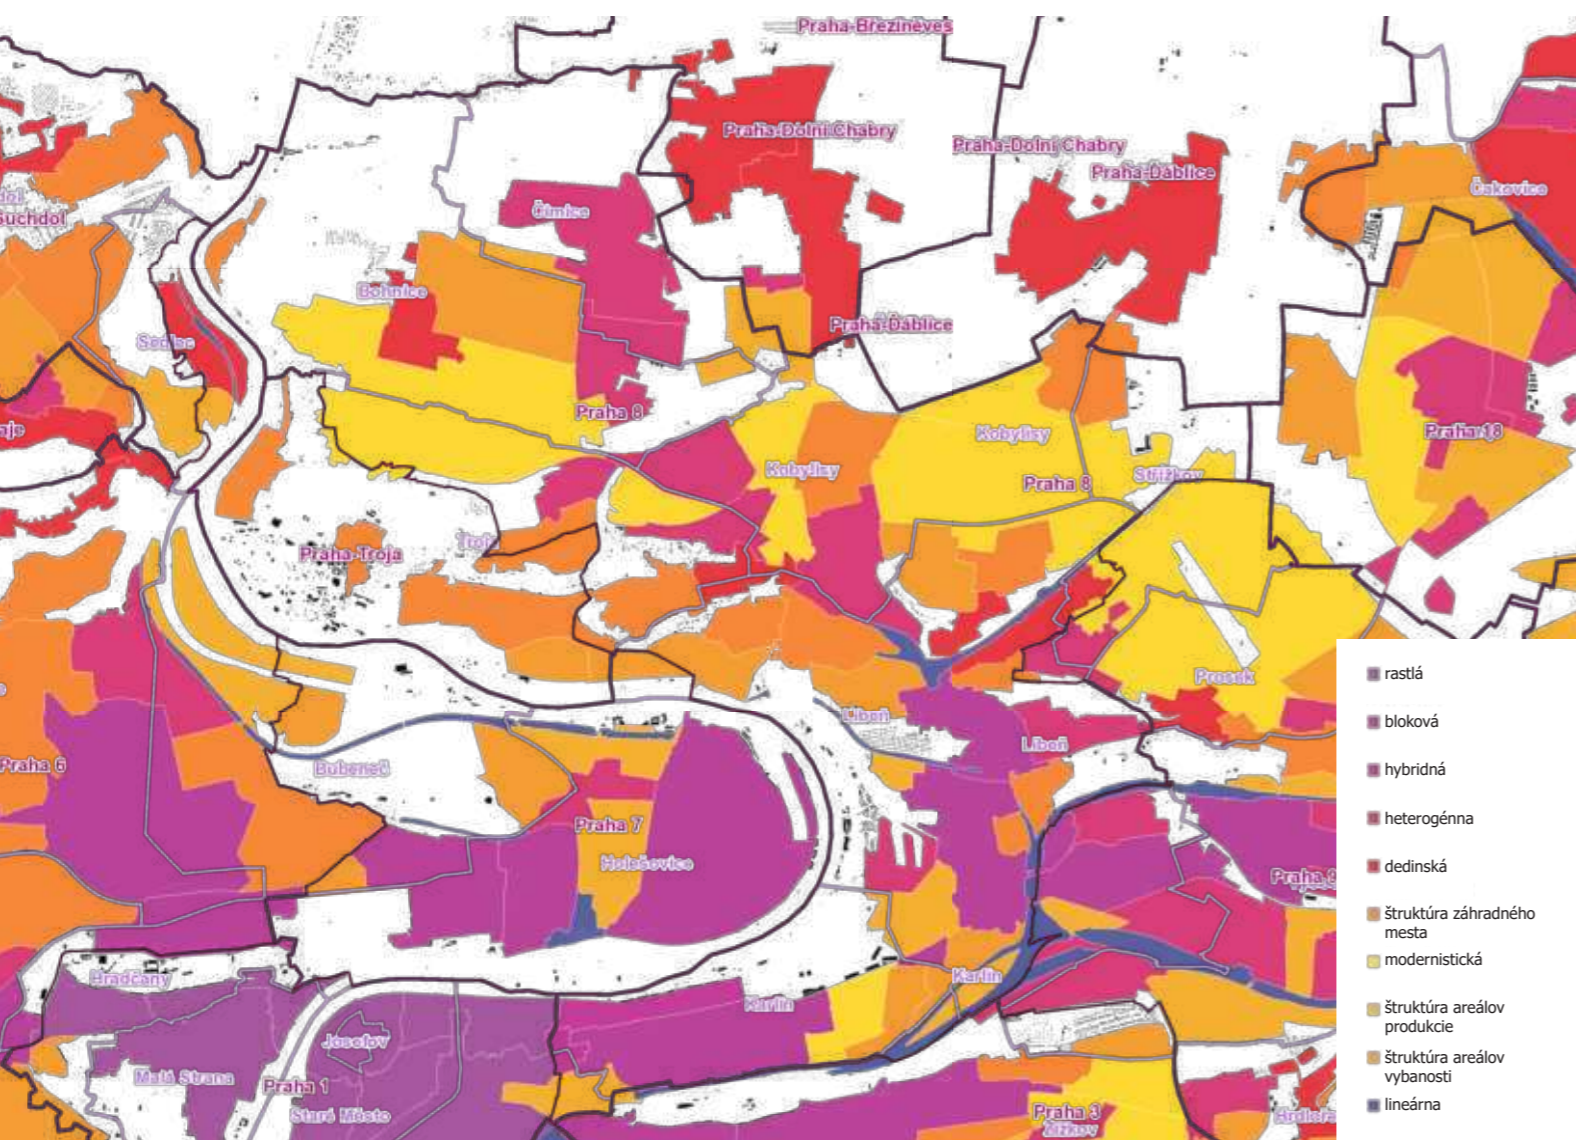 Praha-Březiněves
Praha-Dolní Chabry
Praha-Dolní Chabry
Praha-Ďáblice
Čakovice
Suchdol
Čimice
Bohnice
Praha-Ďáblice
Sedlec
Praha 8
Kobylisy
Praha 18
Kobylisy
Střížkov
Praha 8
Praha-Troja
Troja
Prosek
Libeň
Libeň
Praha 6
Bubeneč
Praha 7
Holešovice
Praha 9
Hradčany
Karlín
Karlín
Josefov
Malá Strana
Praha 1
Staré Město
Praha 3
Žižkov
rastlá
bloková
hybridná
heterogénna
dedinská
štruktúra záhradného
mesta
modernistická
štruktúra areálov
produkcie
štruktúra areálov
vybanosti
lineárna